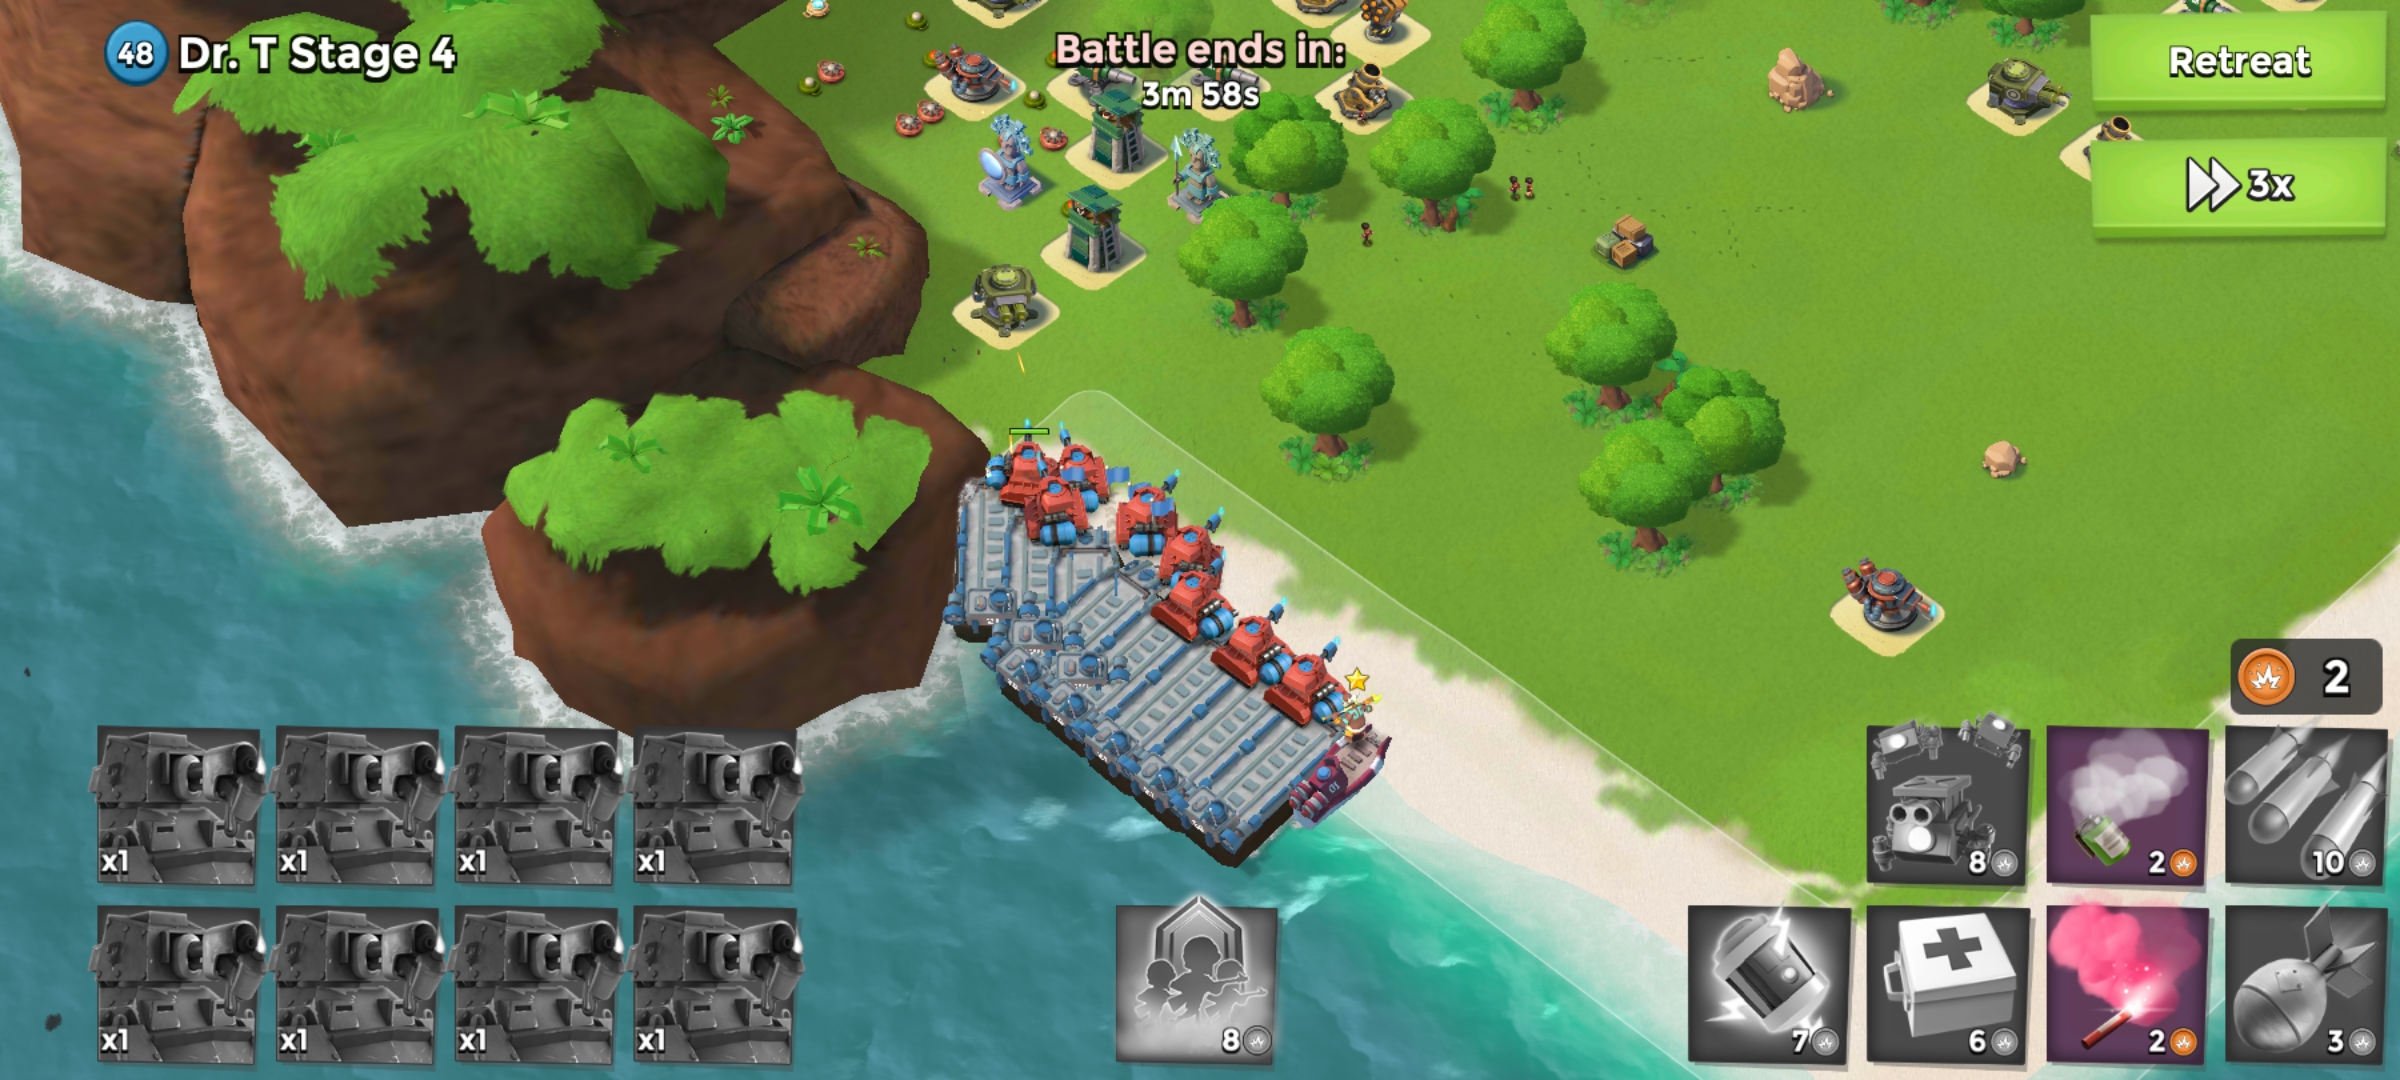 48 Dr. T Stage 4
Battle ends in:
3m 58s
Retreat
3x
2
x1 x1 x1 x1
8 2 10
x1 x1 x1 x1
8
7 6 2 3
01